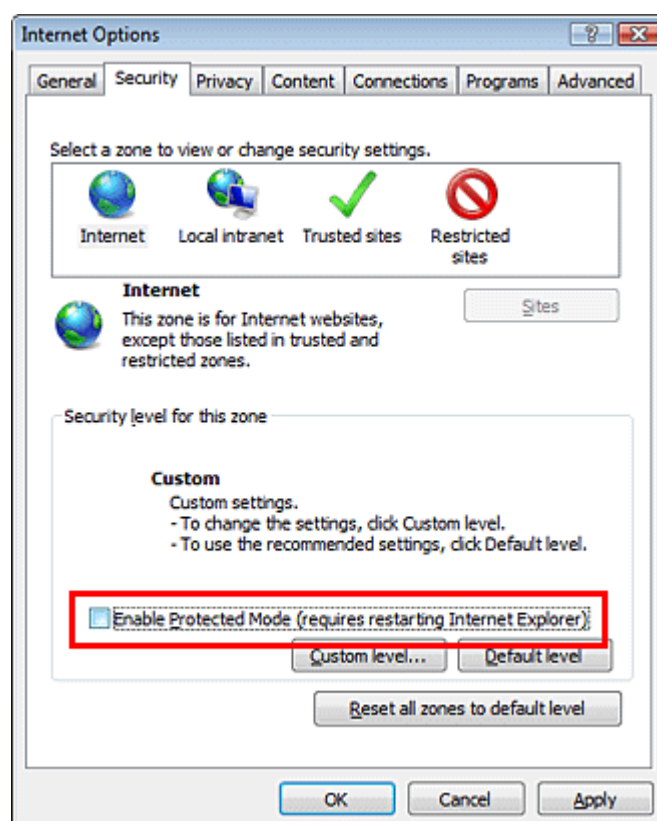 Internet Options
General Security Privacy Content Connections Programs Advanced
Select a zone to view or change security settings.
Internet Local intranet Trusted sites Restricted
sites
Internet
This zone is for Internet websites,
except those listed in trusted and
restricted zones.
Sites
Security level for this zone
Custom
Custom settings.
- To change the settings, click Custom level.
- To use the recommended settings, click Default level.
Enable Protected Mode (requires restarting Internet Explorer)
Custom level... Default level
Reset all zones to default level
OK Cancel Apply